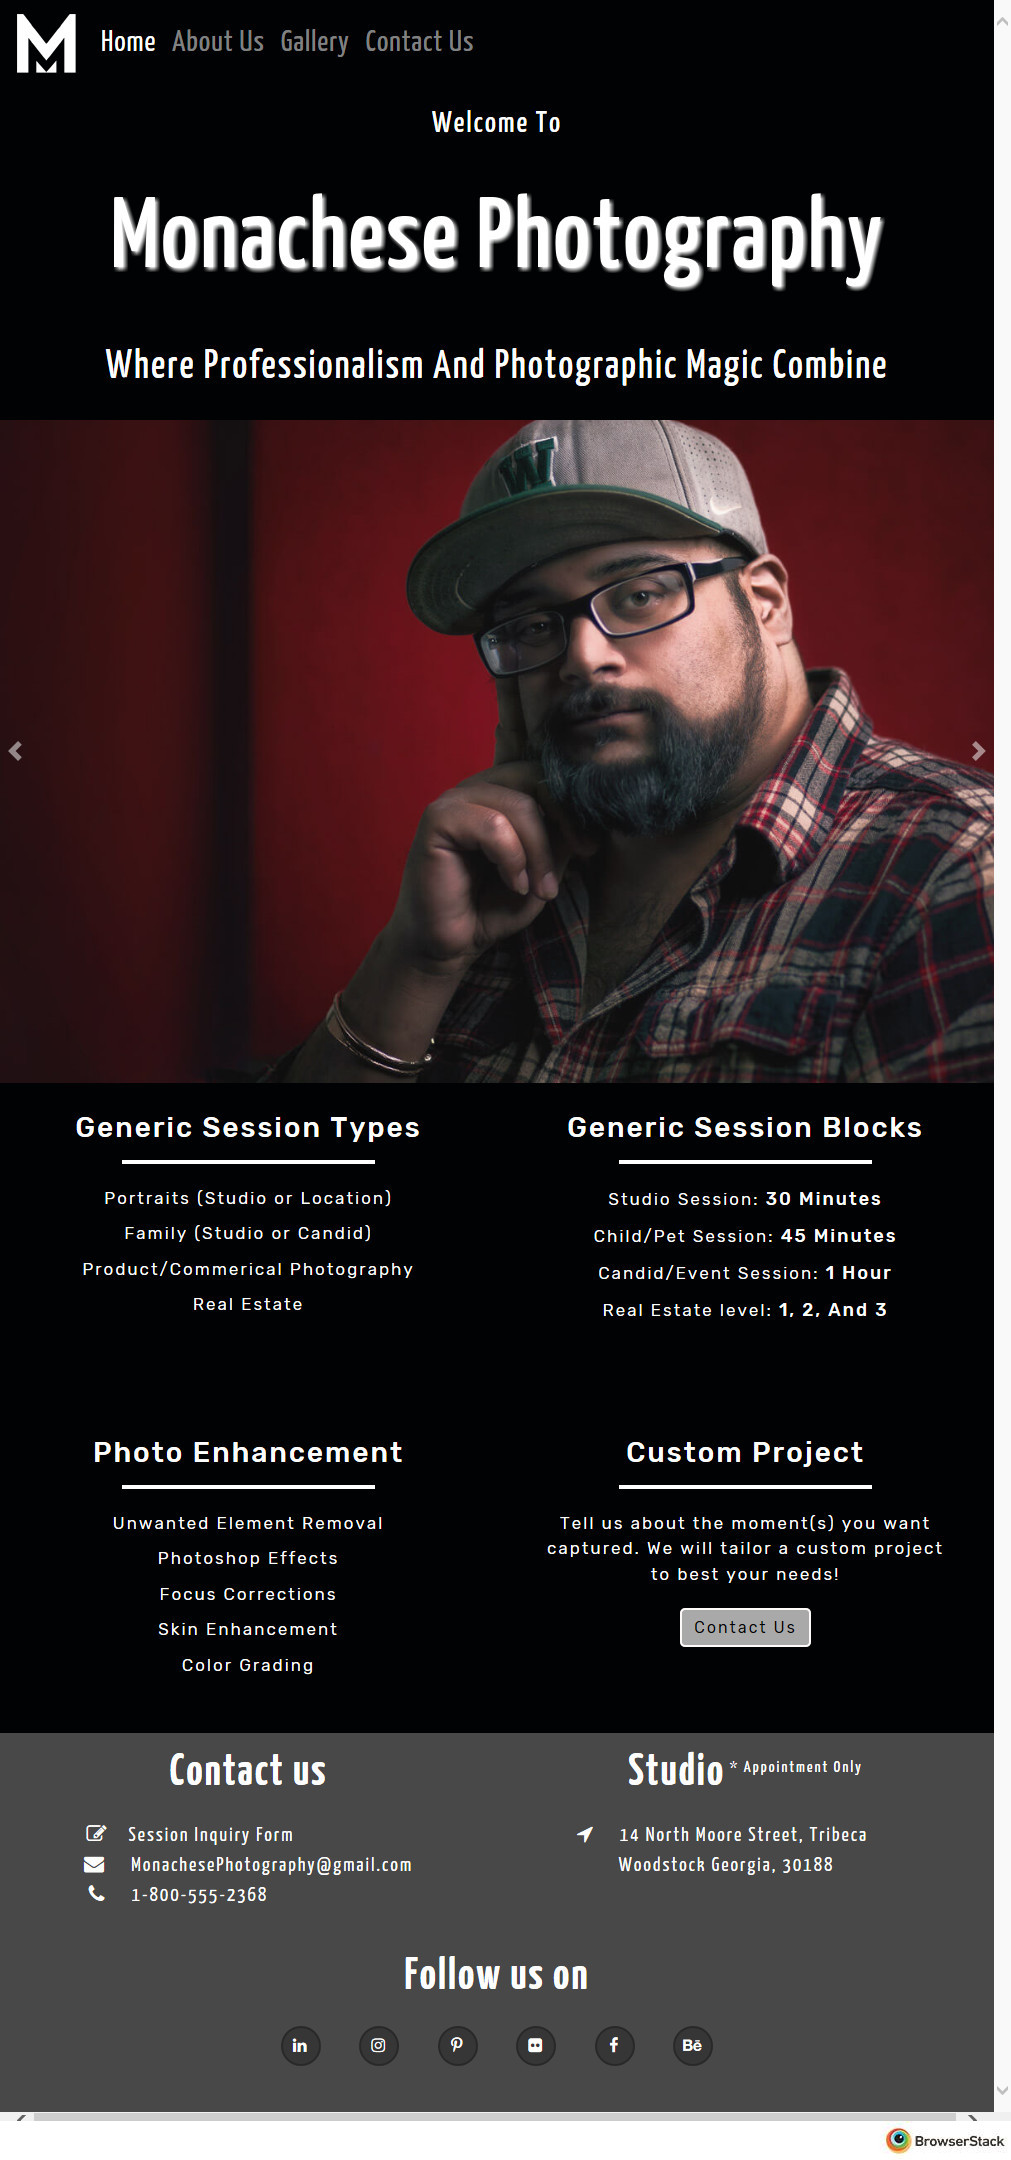 M
Home About Us Gallery Contact Us
Welcome To
Monachese Photography
Where Professionalism And Photographic Magic Combine
W
Generic Session Types
Portraits (Studio or Location)
Family (Studio or Candid)
Product/Commerical Photography
Real Estate
Generic Session Blocks
Studio Session: 30 Minutes
Child/Pet Session: 45 Minutes
Candid/Event Session: 1 Hour
Real Estate level: 1, 2, And 3
Photo Enhancement
Unwanted Element Removal
Photoshop Effects
Focus Corrections
Skin Enhancement
Color Grading
Custom Project
Tell us about the moment(s) you want
captured. We will tailor a custom project
to best your needs!
Contact Us
Contact us
Session Inquiry Form
MonachesePhotography@gmail.com
1-800-555-2368
Studio * Appointment Only
14 North Moore Street, Tribeca
Woodstock Georgia, 30188
Follow us on
in
f
Bē
BrowserStack